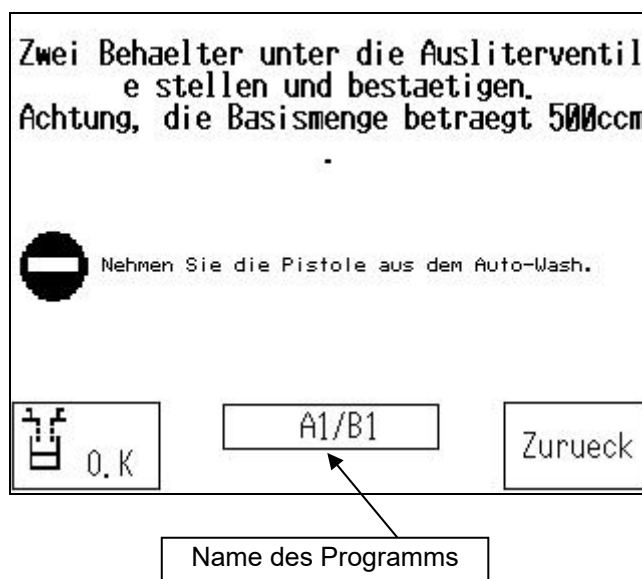 Zwei Behaelter unter die Ausliterventil
e stellen und bestaetigen.
Achtung, die Basismenge betraegt 500ccm
.
Nehmen Sie die Pistole aus dem Auto-Wash.
O.K
A1/B1
Zurueck
Name des Programms